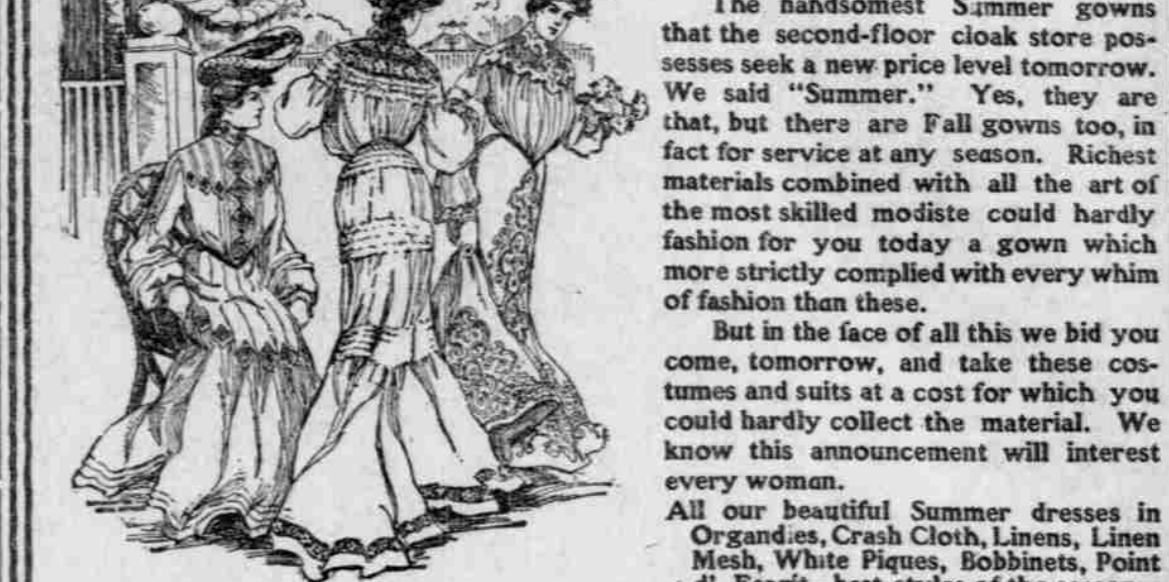 The handsomest Summer gowns
that the second-floor cloak store pos-
sesses seek a new price level tomorrow.
We said "Summer." Yes, they are
that, but there are Fall gowns too, in
fact for service at any season. Richest
materials combined with all the art of
the most skilled modiste could hardly
fashion for you today a gown which
more strictly complied with every whim
of fashion than these.
But in the face of all this we bid you
come, tomorrow, and take these cos-
tumes and suits at a cost for which you
could hardly collect the material. We
know this announcement will interest
every woman.
All our beautiful Summer dresses in
Organdies, Crash Cloth, Linens, Linen
Mesh, White Piques, Bobbinets, Point
d' Esprit, best styles of the